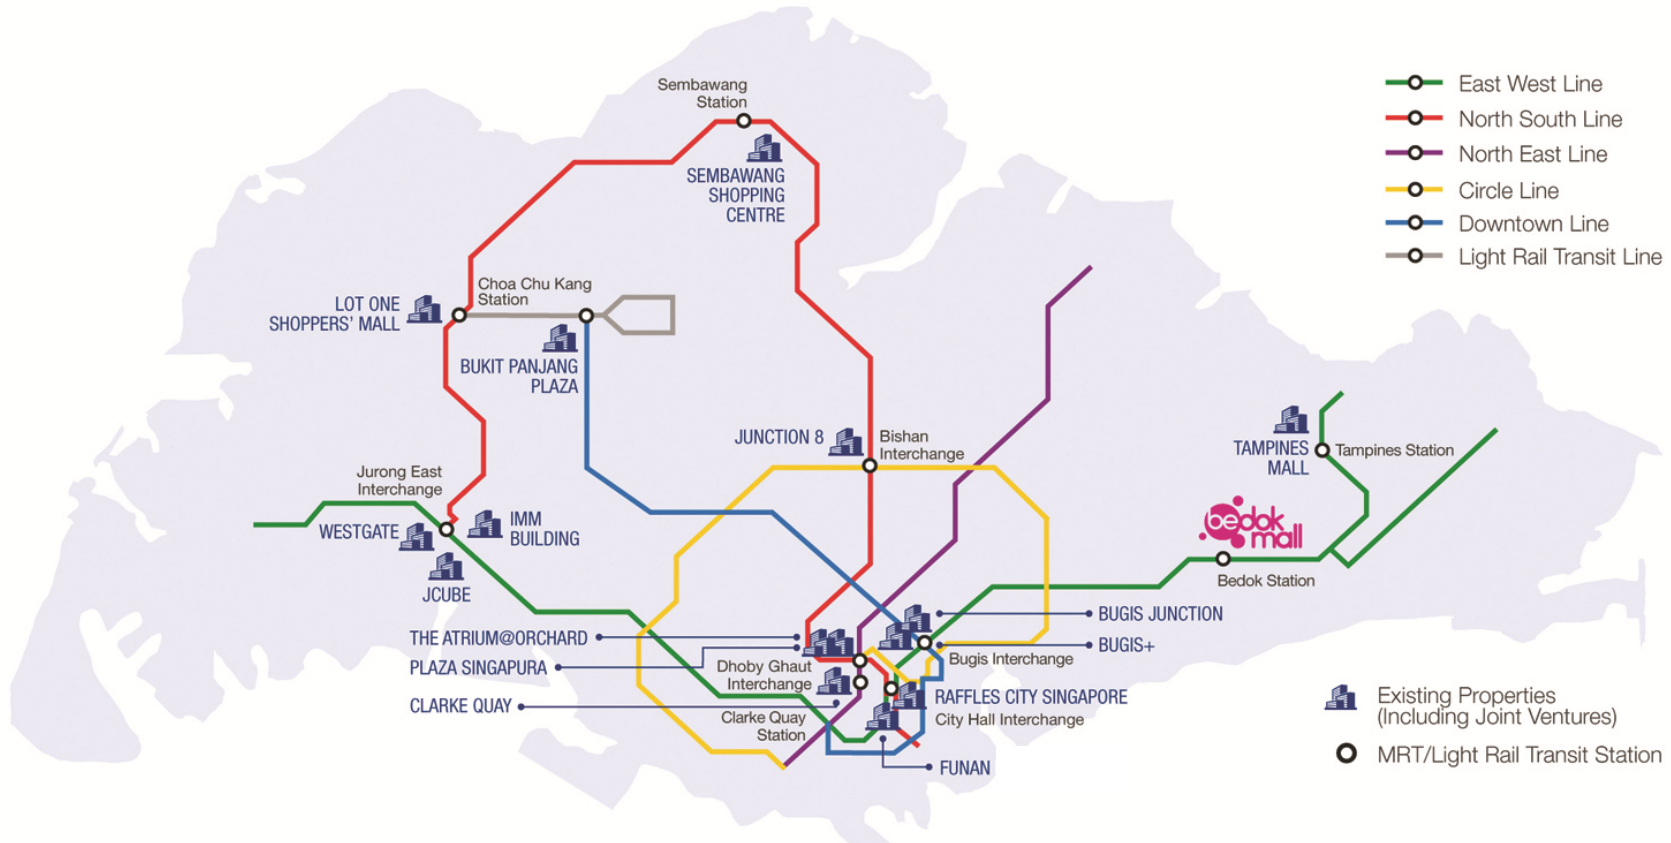 Sembawang
Station
SEMBAWANG
SHOPPING
CENTRE
East West Line
North South Line
North East Line
Circle Line
Downtown Line
Light Rail Transit Line
Choa Chu Kang
Station
LOT ONE
SHOPPERS' MALL
BUKIT PANJANG
PLAZA
JUNCTION 8
Bishan
Interchange
TAMPINES
MALL
Tampines Station
Jurong East
Interchange
WESTGATE
IMM
BUILDING
JCUBE
bedok
mall
Bedok Station
THE ATRIUM@ORCHARD
PLAZA SINGAPURA
CLARKE QUAY
Dhoby Ghaut
Interchange
Clarke Quay
Station
BUGIS JUNCTION
BUGIS+
Bugis Interchange
RAFFLES CITY SINGAPORE
City Hall Interchange
FUNAN
Existing Properties
(Including Joint Ventures)
MRT/Light Rail Transit Station